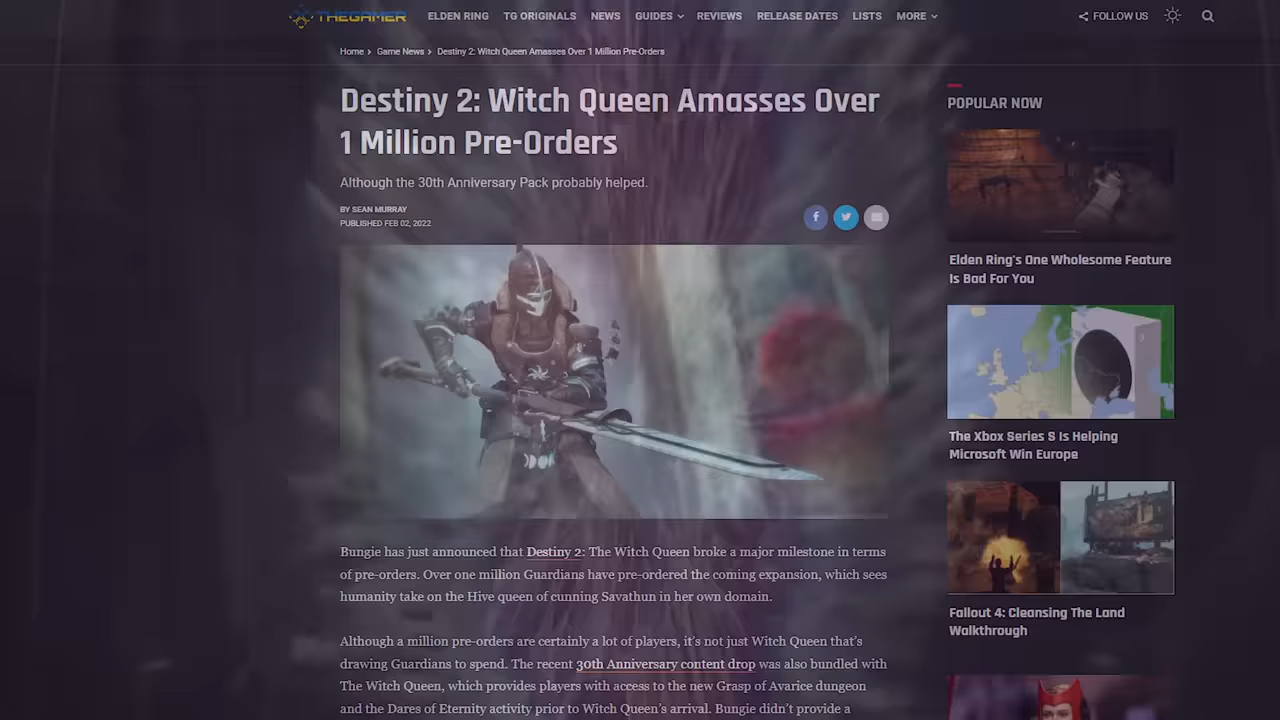 THEGAMER
ELDEN RING TG ORIGINALS NEWS GUIDES REVIEWS RELEASE DATES LISTS MORE FOLLOW US
Home Game News Destiny 2: Witch Queen Amasses Over 1 Million Pre-Orders
Destiny 2: Witch Queen Amasses Over
1 Million Pre-Orders
Although the 30th Anniversary Pack probably helped.
BY SEAN MURRAY
PUBLISHED FEB 02, 2022
Bungie has just announced that Destiny 2: The Witch Queen broke a major milestone in terms
of pre-orders. Over one million Guardians have pre-ordered the coming expansion, which sees
humanity take on the Hive queen of cunning Savathun in her own domain.
Although a million pre-orders are certainly a lot of players, it's not just Witch Queen that's
drawing Guardians to spend. The recent 30th Anniversary content drop was also bundled with
The Witch Queen, which provides players with access to the new Grasp of Avarice dungeon
and the Dares of Eternity activity prior to Witch Queen's arrival. Bungie didn't provide a
POPULAR NOW
Elden Ring's One Wholesome Feature
Is Bad For You
The Xbox Series S Is Helping
Microsoft Win Europe
Fallout 4: Cleansing The Land
Walkthrough